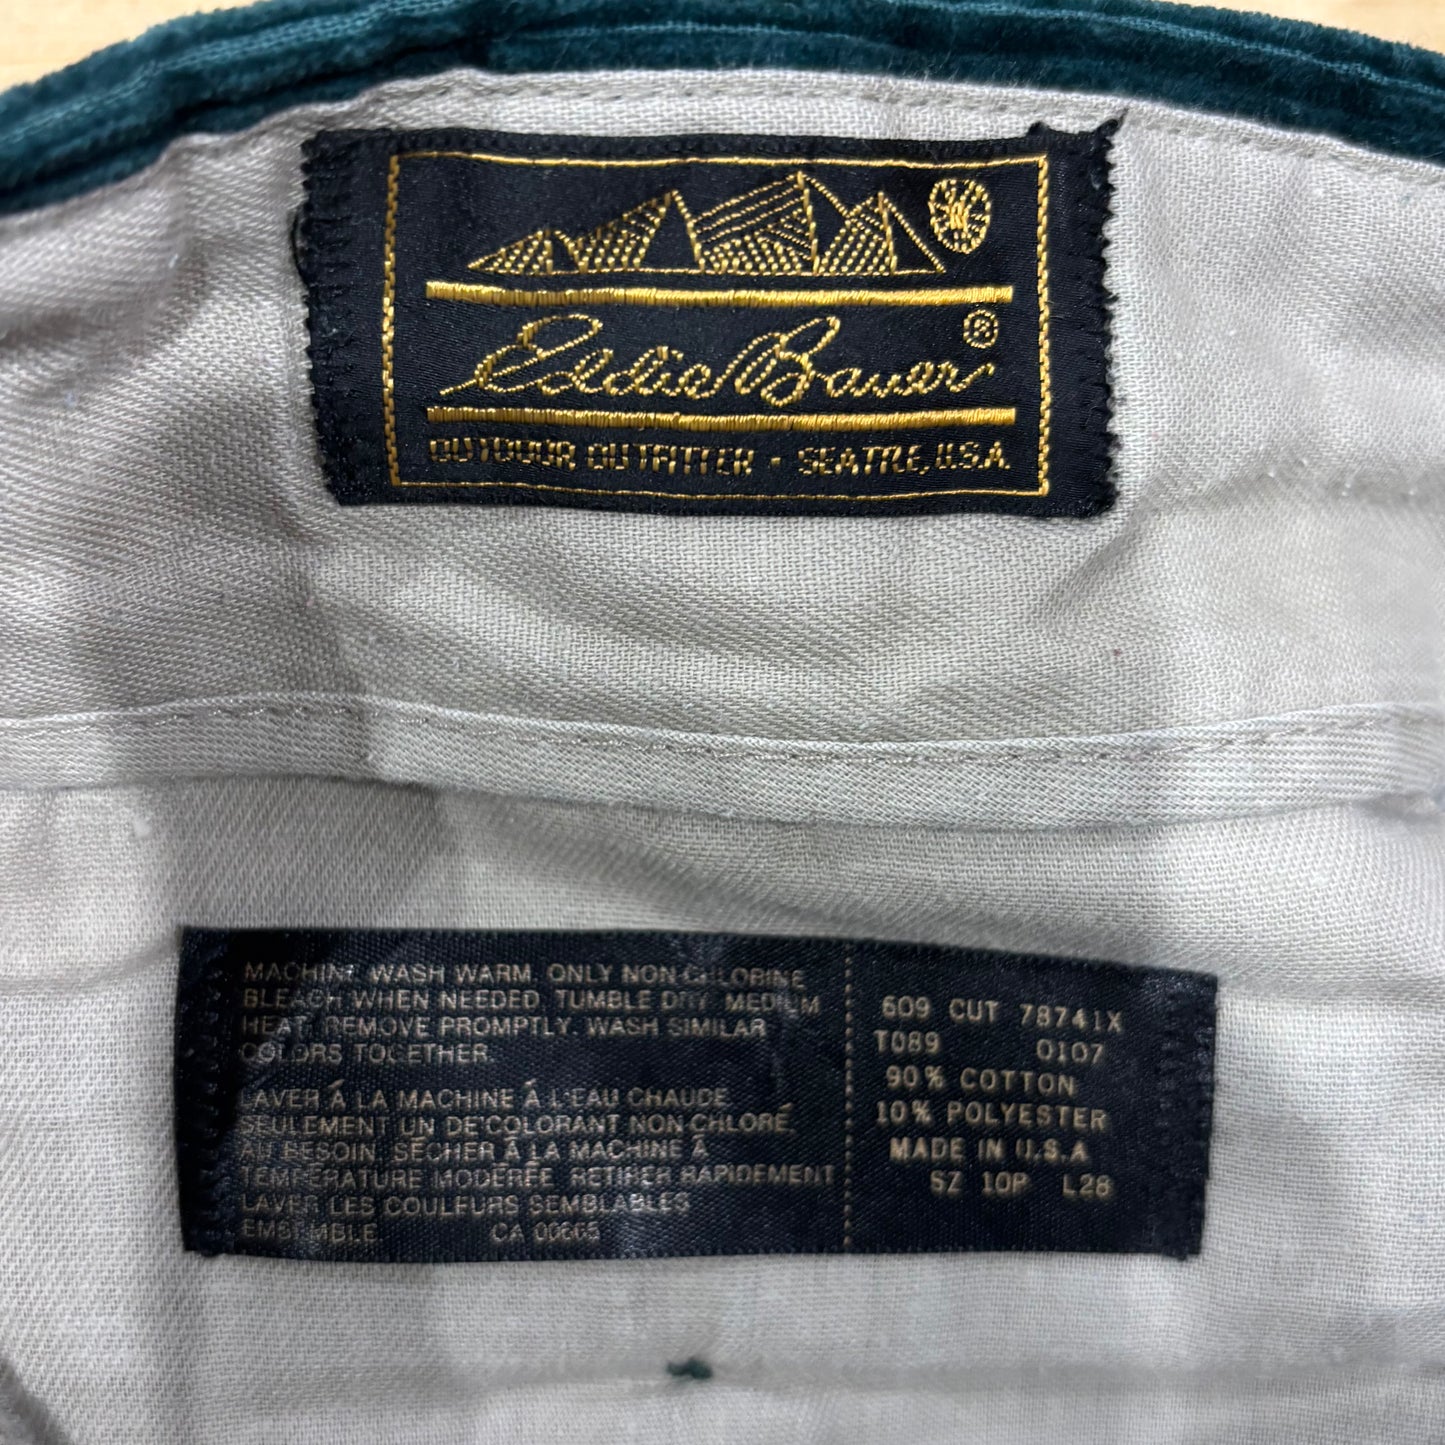 Eddie Bauer ®
OUTDOOR OUTFITTER · SEATTLE, U.S.A.
MACHINE WASH WARM. ONLY NON-CHLORINE
BLEACH WHEN NEEDED. TUMBLE DRY. MEDIUM
HEAT. REMOVE PROMPTLY. WASH SIMILAR
COLORS TOGETHER.
LAVER Á LA MACHINE Á L'EAU CHAUDE
SEULEMENT UN DECOLORANT NON-CHLORÉ
AU BESOIN. SÉCHER Á LA MACHINE Á
TEMPÉRATURE MODÉRÉE. RETIRER RAPIDEMENT
LAVER LES COULEURS SEMBLABLES
ENSEMBLE CA 00665
609 CUT 78741X
T089 0107
90% COTTON
10% POLYESTER
MADE IN U.S.A
SZ 10P L28